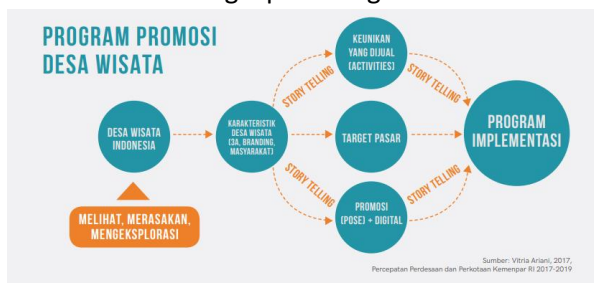 PROGRAM PROMOSI
DESA WISATA
DESA WISATA
INDONESIA
MELIHAT, MERASAKAN,
MENGEKSPLORASI
KARAKTERISTIK
DESA WISATA
(3A, BRANDING,
MASYARAKAT)
STORY TELLING
KEUNIKAN
YANG DIJUAL
(ACTIVITIES)
STORY TELLING
TARGET PASAR
STORY TELLING
PROMOSI
(POSE) + DIGITAL
STORY TELLING
PROGRAM
IMPLEMENTASI
Sumber: Vitria Ariani, 2017,
Percepatan Perdesaan dan Perkotaan Kemenpar RI 2017-2019